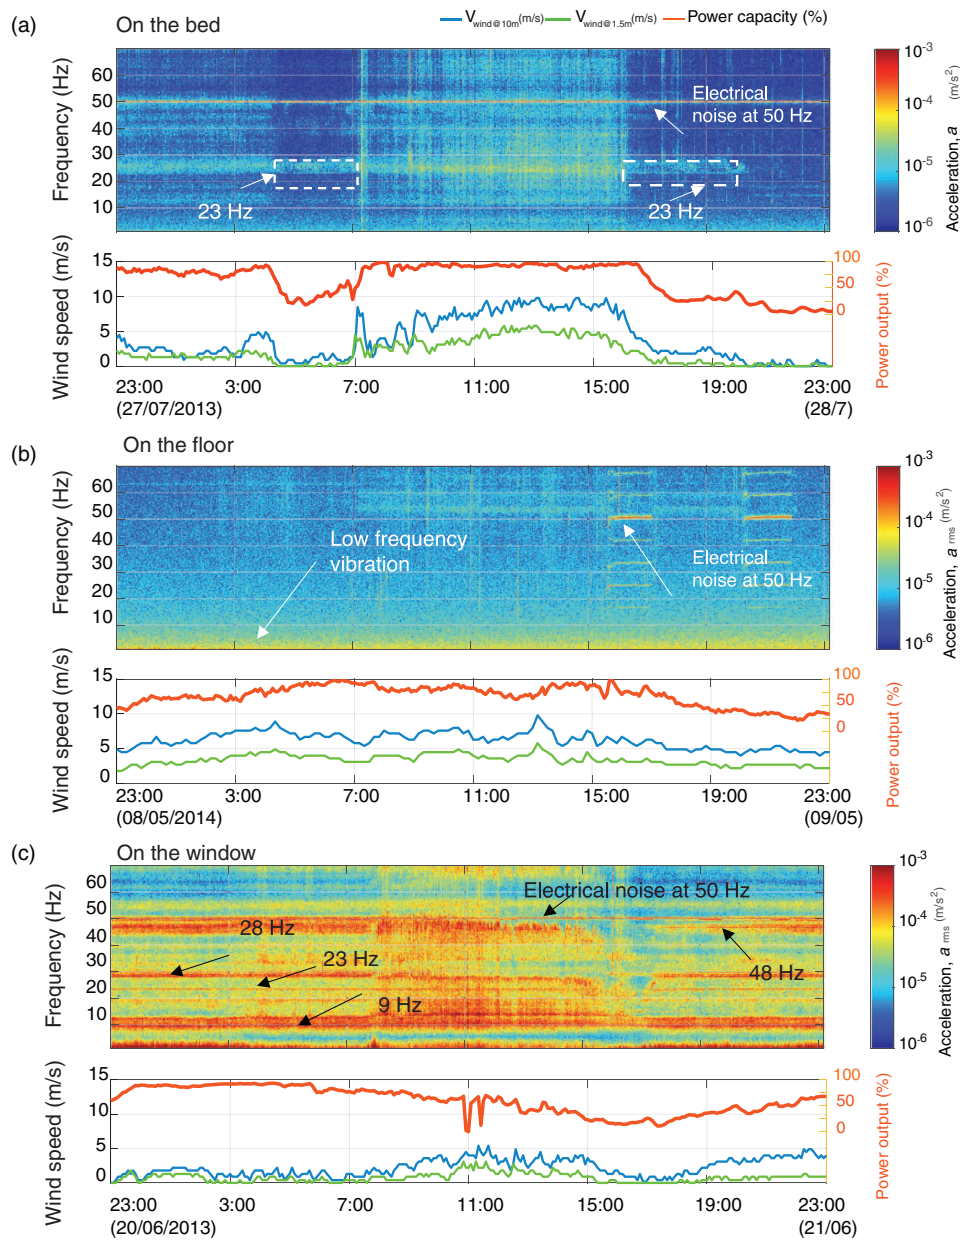 (a)
On the bed
V wind@10m (m/s)
V wind@1.5m (m/s)
Power capacity (%)
Frequency (Hz)
60
50
40
30
20
10
Electrical
noise at 50 Hz
23 Hz
23 Hz
10-3
10-4
10-5
10-6
Acceleration, a (m/s2)
Wind speed (m/s)
15
10
5
0
100
50
0
Power output (%)
23:00 3:00 7:00 11:00 15:00 19:00 23:00
(27/07/2013) (28/7)
(b)
On the floor
Frequency (Hz)
60
50
40
30
20
10
Low frequency
vibration
Electrical
noise at 50 Hz
10-3
10-4
10-5
10-6
Acceleration, a rms (m/s2)
Wind speed (m/s)
15
10
5
0
100
50
0
Power output (%)
23:00 3:00 7:00 11:00 15:00 19:00 23:00
(08/05/2014) (09/05)
(c)
On the window
Frequency (Hz)
60
50
40
30
20
10
Electrical noise at 50 Hz
28 Hz
23 Hz
9 Hz
48 Hz
10-3
10-4
10-5
10-6
Acceleration, a rms (m/s2)
Wind speed (m/s)
15
10
5
0
100
50
0
Power output (%)
23:00 3:00 7:00 11:00 15:00 19:00 23:00
(20/06/2013) (21/06)